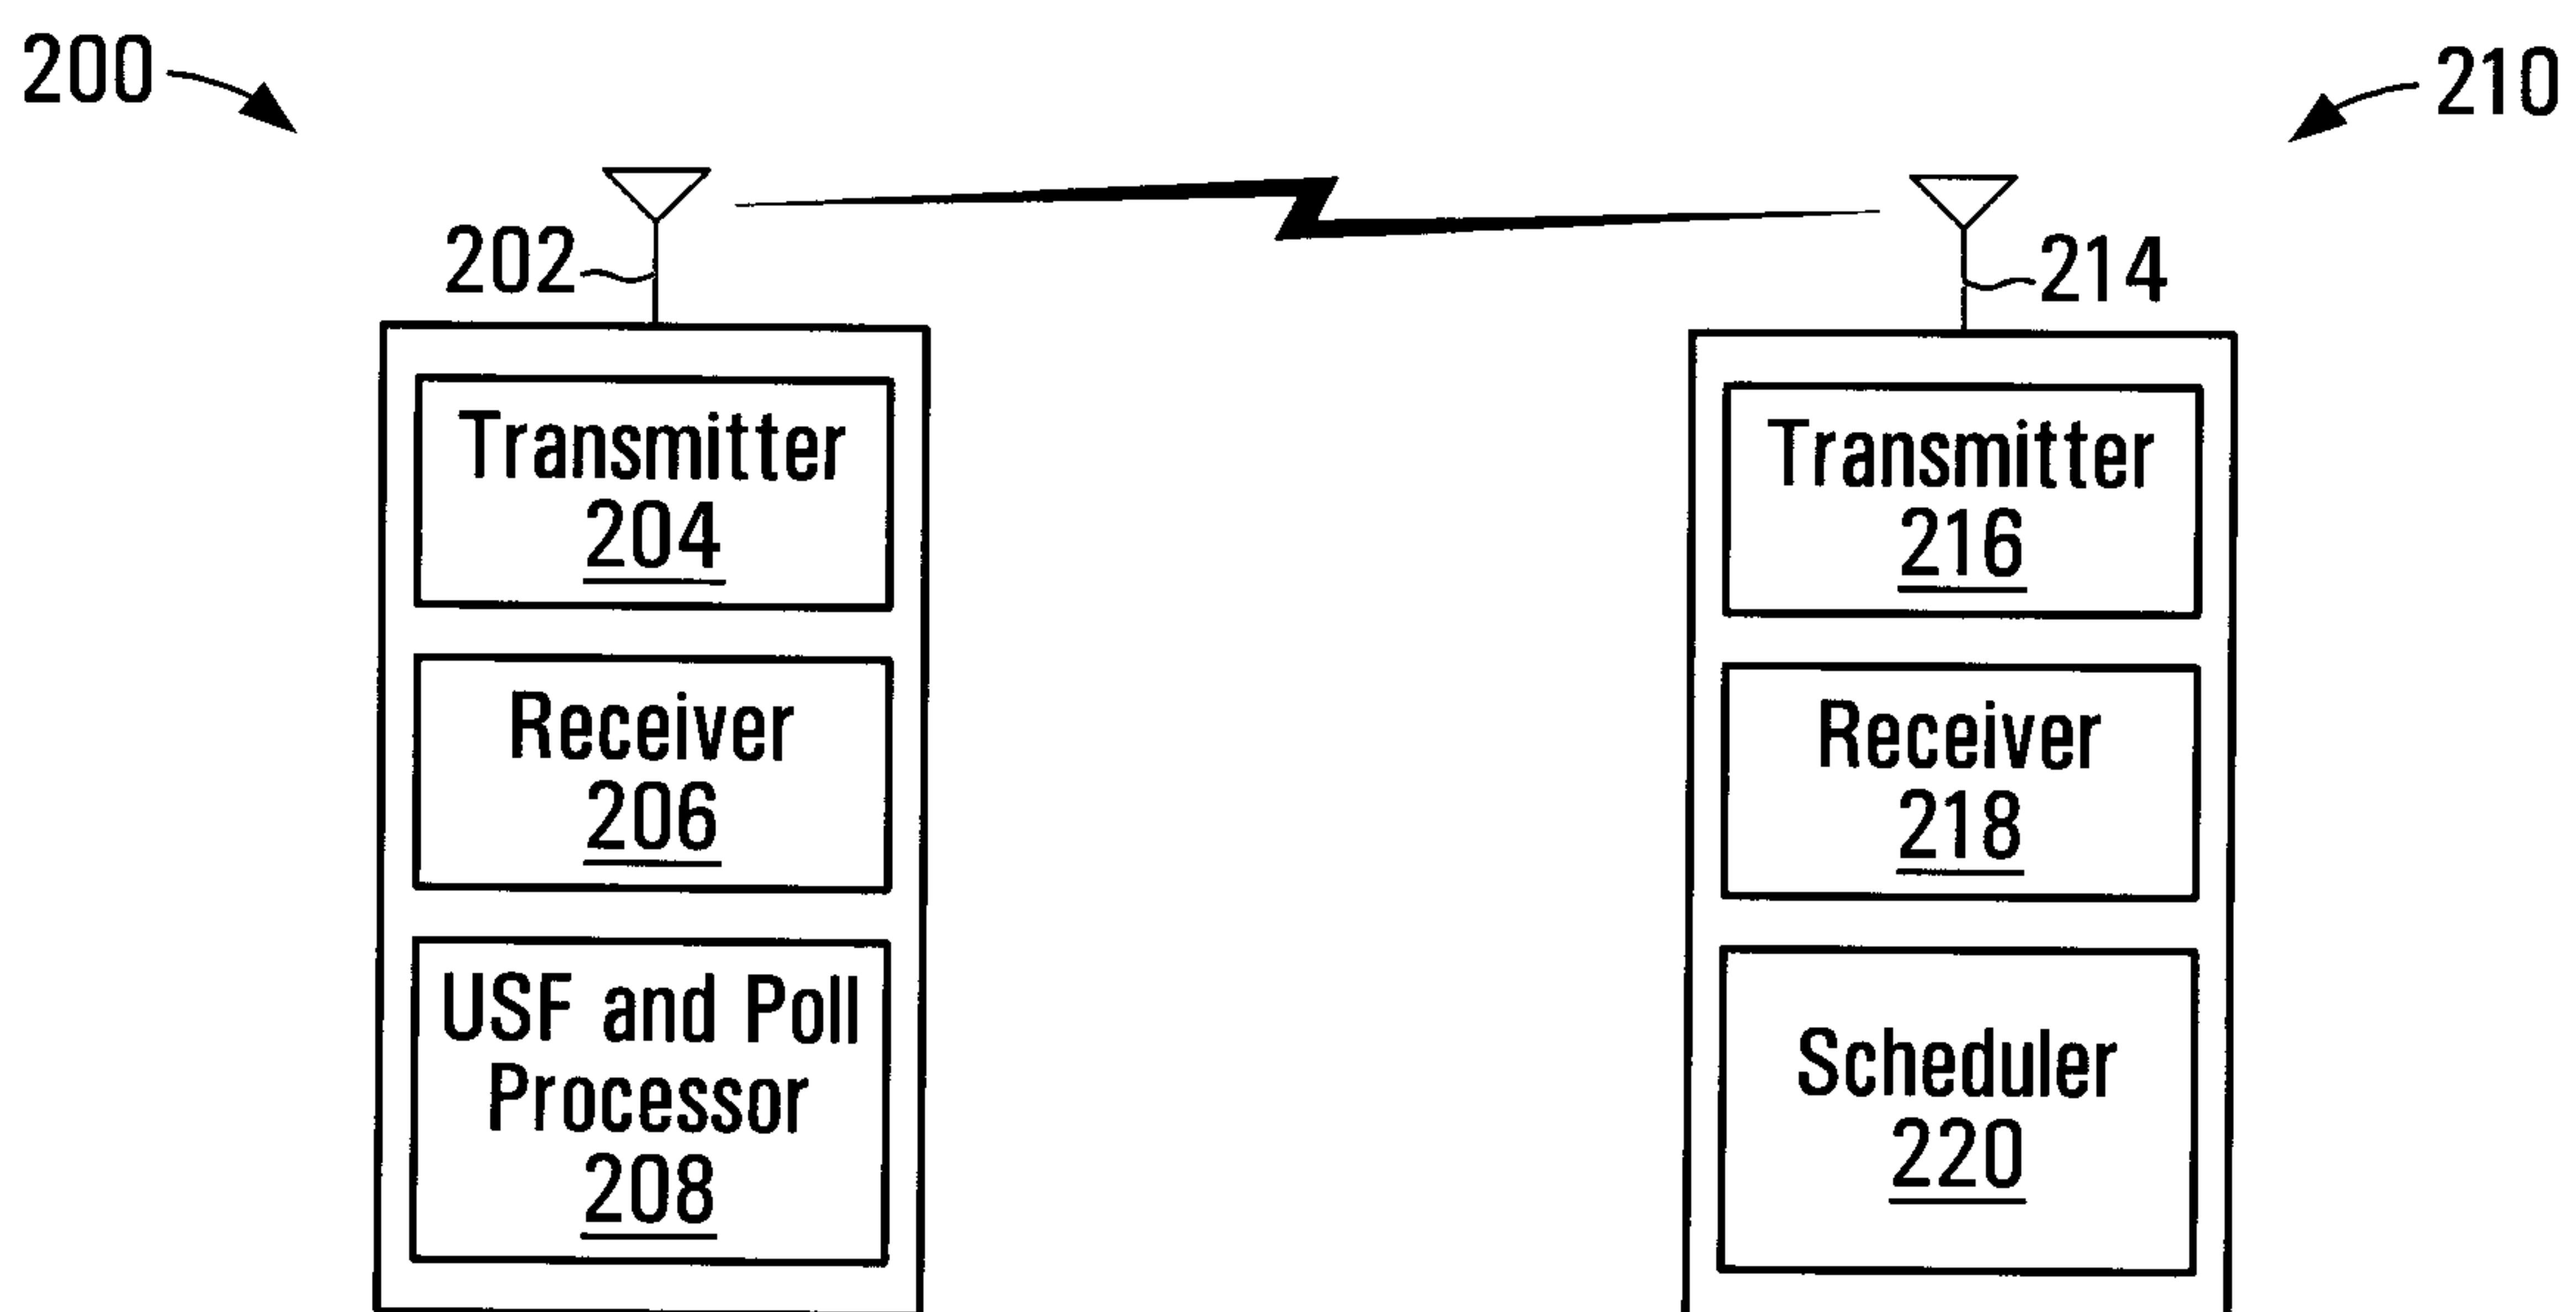 200
210
202
214
Transmitter
204
Receiver
206
USF and Poll
Processor
208
Transmitter
216
Receiver
218
Scheduler
220